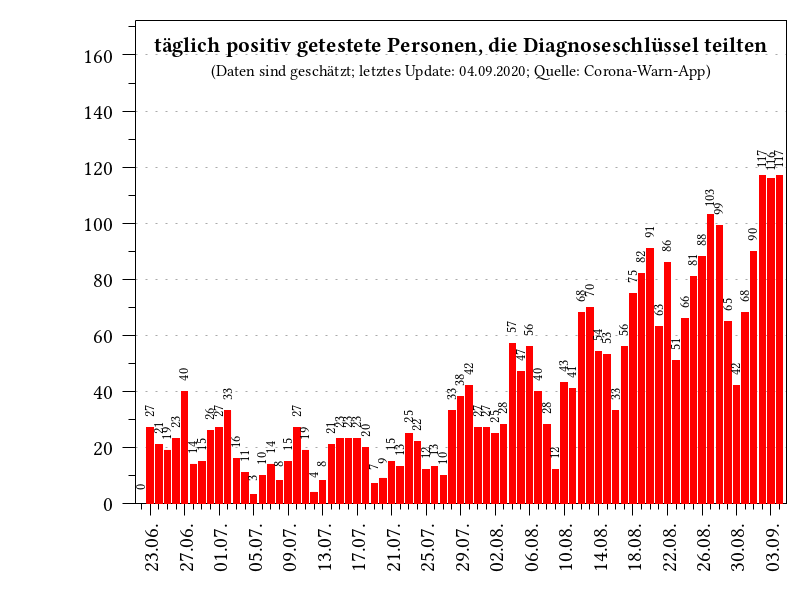 täglich positiv getestete Personen, die Diagnoseschlüssel teilten
(Daten sind geschätzt; letztes Update: 04.09.2020; Quelle: Corona-Warn-App)
160
140
120
100
80
60
40
20
0
0 27 21 19 23 40 14 15 26 27 33 16 11 3 10 14 8 15 27 19 4 8 21 23 23 23 20 7 9 15 13 25 22 12 13 10 33 38 42 27 27 25 28 57 47 56 40 28 12 43 41 68 70 54 53 33 56 75 82 91 63 86 51 66 81 88 103 99 65 42 68 90 117 116 117
23.06. 27.06. 01.07. 05.07. 09.07. 13.07. 17.07. 21.07. 25.07. 29.07. 02.08. 06.08. 10.08. 14.08. 18.08. 22.08. 26.08. 30.08. 03.09.